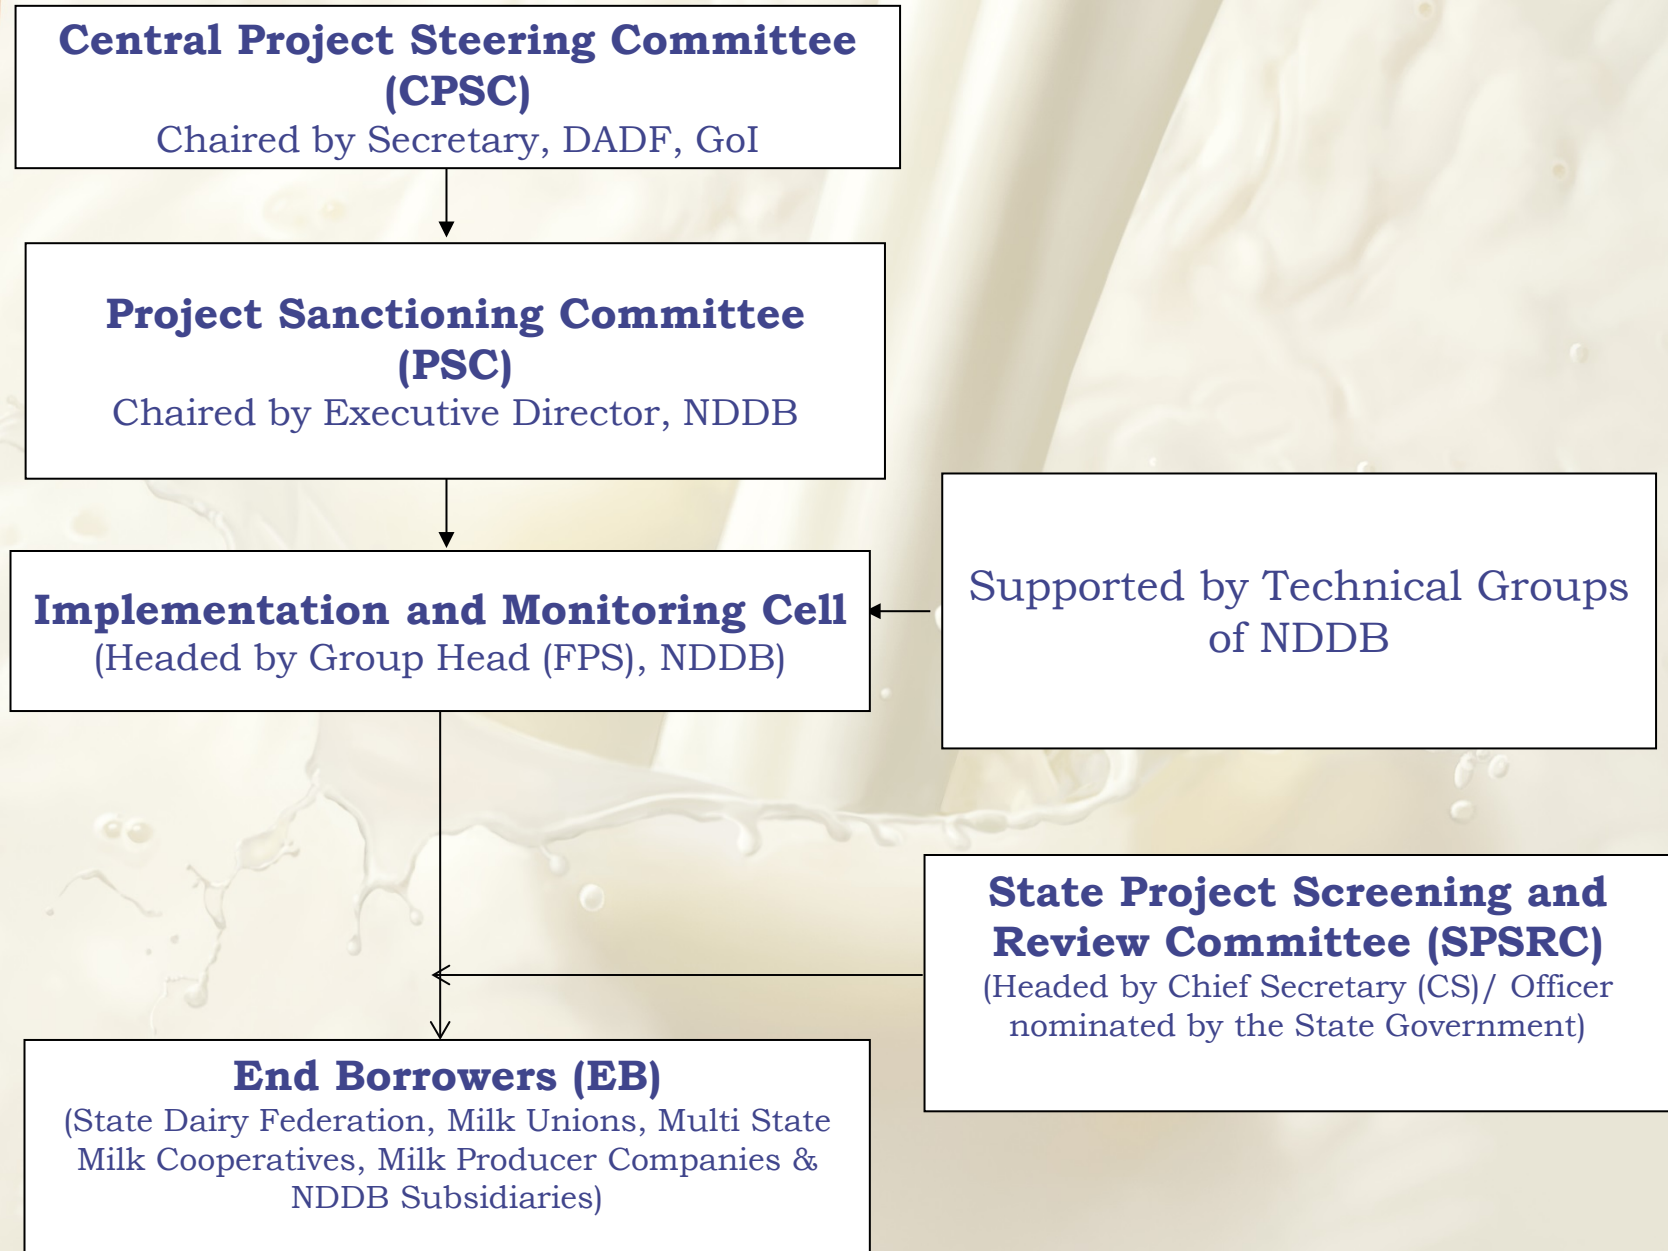 Central Project Steering Committee
(CPSC)
Chaired by Secretary, DADF, GoI
Project Sanctioning Committee
(PSC)
Chaired by Executive Director, NDDB
Implementation and Monitoring Cell
(Headed by Group Head (FPS), NDDB)
Supported by Technical Groups
of NDDB
State Project Screening and
Review Committee (SPSRC)
(Headed by Chief Secretary (CS)/ Officer
nominated by the State Government)
End Borrowers (EB)
(State Dairy Federation, Milk Unions, Multi State
Milk Cooperatives, Milk Producer Companies &
NDDB Subsidiaries)